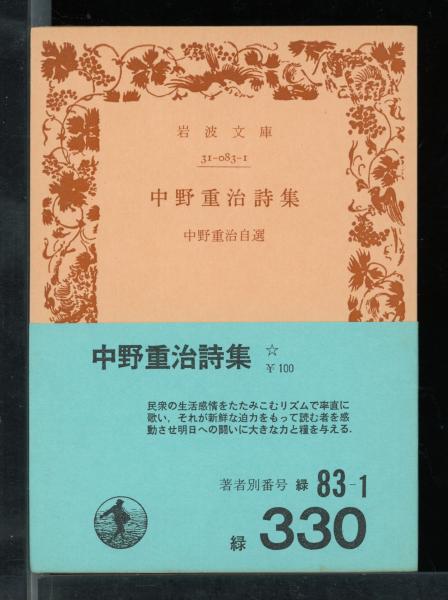 岩波文庫
31-083-1
中野重治詩集
中野重治自選
中野重治詩集 ☆
￥100
民衆の生活感情をたたみこむリズムで率直に
歌い，それが新鮮な迫力をもって読む者を感
動させ明日への闘いに大きな力と糧を与える.
著者別番号 緑 83-1
緑 330